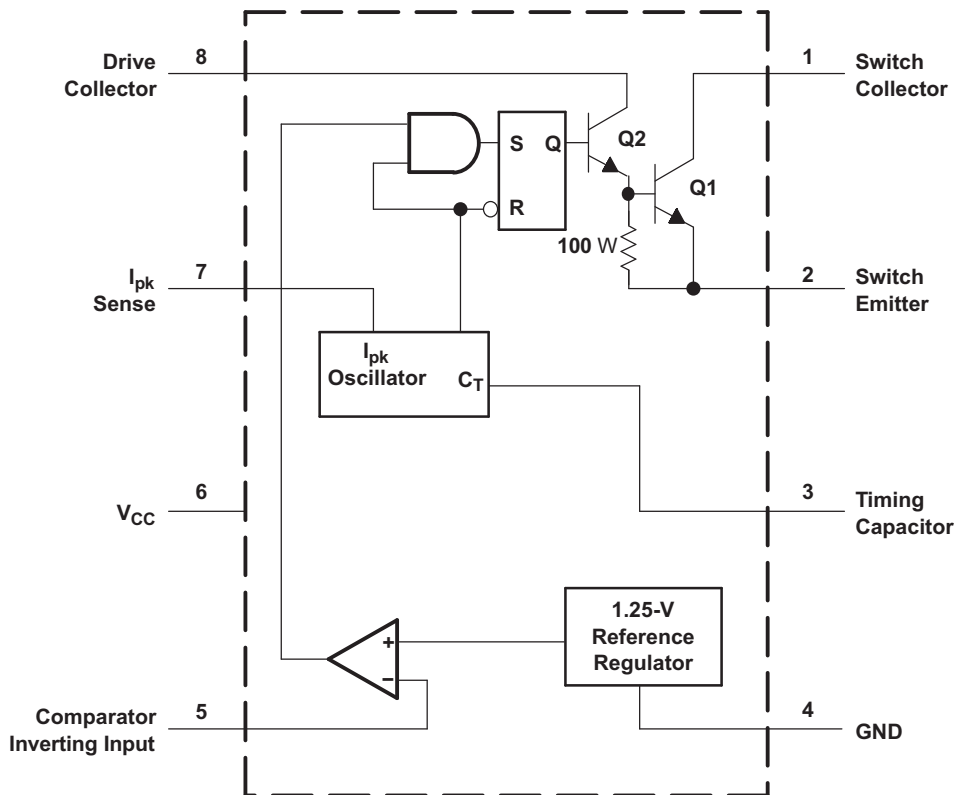 Drive
Collector
8
1
Switch
Collector
S
Q
Q2
R
Q1
100 W
Ipk
Sense
7
2
Switch
Emitter
Ipk
Oscillator
CT
VCC
6
3
Timing
Capacitor
1.25-V
Reference
Regulator
+
−
Comparator
Inverting Input
5
4
GND